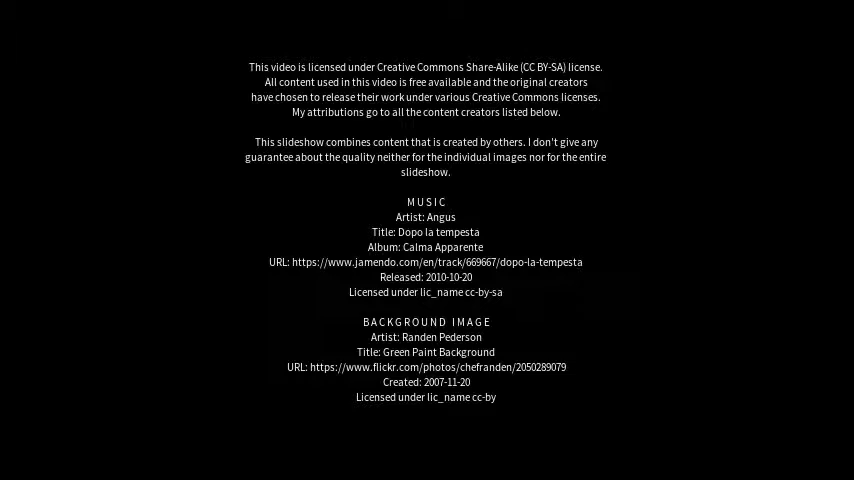 This video is licensed under Creative Commons Share-Alike (CC BY-SA) license.
All content used in this video is free available and the original creators
have chosen to release their work under various Creative Commons licenses.
My attributions go to all the content creators listed below.
This slideshow combines content that is created by others. I don't give any
guarantee about the quality neither for the individual images nor for the entire
slideshow.
MUSIC
Artist: Angus
Title: Dopo la tempesta
Album: Calma Apparente
URL: https://www.jamendo.com/en/track/669667/dopo-la-tempesta
Released: 2010-10-20
Licensed under lic_name cc-by-sa
BACKGROUND IMAGE
Artist: Randen Pederson
Title: Green Paint Background
URL: https://www.flickr.com/photos/chefranden/2050289079
Created: 2007-11-20
Licensed under lic_name cc-by